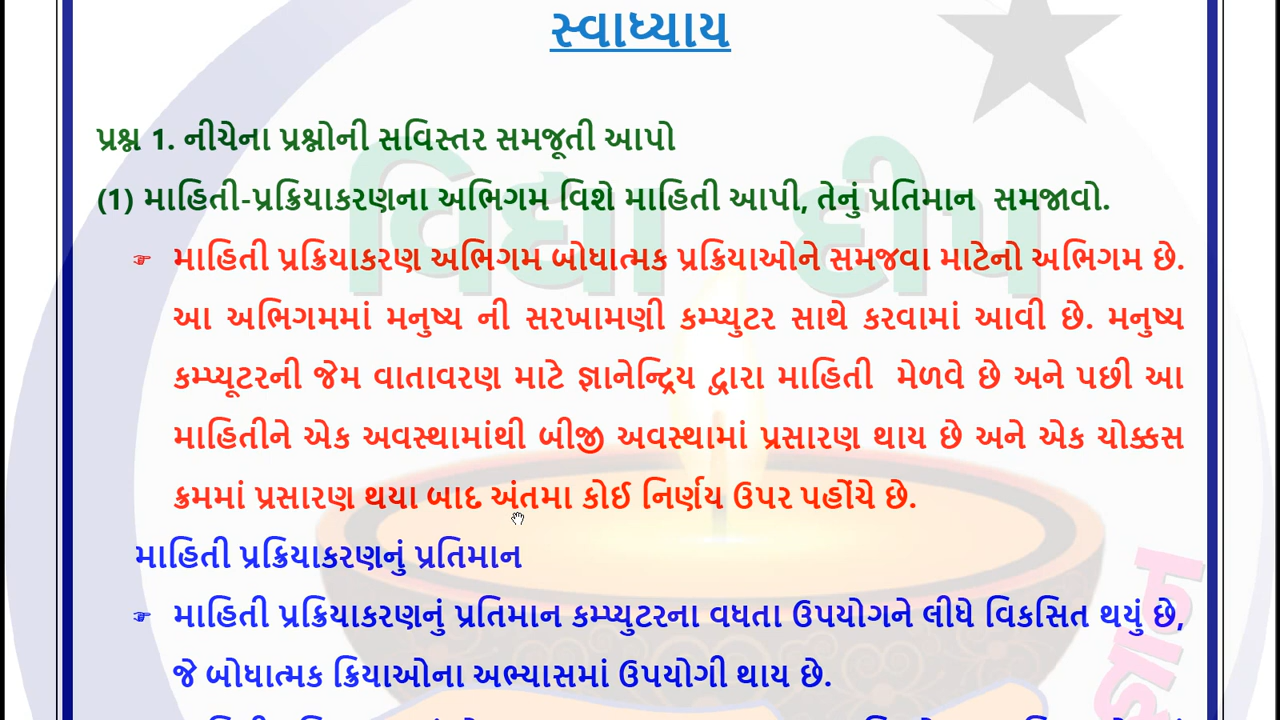 સ્વાધ્યાય
પ્રશ્ન 1. નીચેના પ્રશ્નોની સવિસ્તર સમજૂતી આપો
(1) માહિતી-પ્રક્રિયાકરણના અભિગમ વિશે માહિતી આપી, તેનું પ્રતિમાન સમજાવો.
☞ માહિતી પ્રક્રિયાકરણ અભિગમ બોધાત્મક પ્રક્રિયાઓને સમજવા માટેનો અભિગમ છે.
આ અભિગમમાં મનુષ્ય ની સરખામણી કમ્પ્યુટર સાથે કરવામાં આવી છે. મનુષ્ય
કમ્પ્યૂટરની જેમ વાતાવરણ માટે જ્ઞાનેન્દ્રિય દ્વારા માહિતી મેળવે છે અને પછી આ
માહિતીને એક અવસ્થામાંથી બીજી અવસ્થામાં પ્રસારણ થાય છે અને એક ચોક્કસ
ક્રમમાં પ્રસારણ થયા બાદ અંતમા કોઈ નિર્ણય ઉપર પહોંચે છે.
માહિતી પ્રક્રિયાકરણનું પ્રતિમાન
☞ માહિતી પ્રક્રિયાકરણનું પ્રતિમાન કમ્પ્યુટરના વધતા ઉપયોગને લીધે વિકસિત થયું છે,
જે બોધાત્મક ક્રિયાઓના અભ્યાસમાં ઉપયોગી થાય છે.
વિદ્યા દીપ